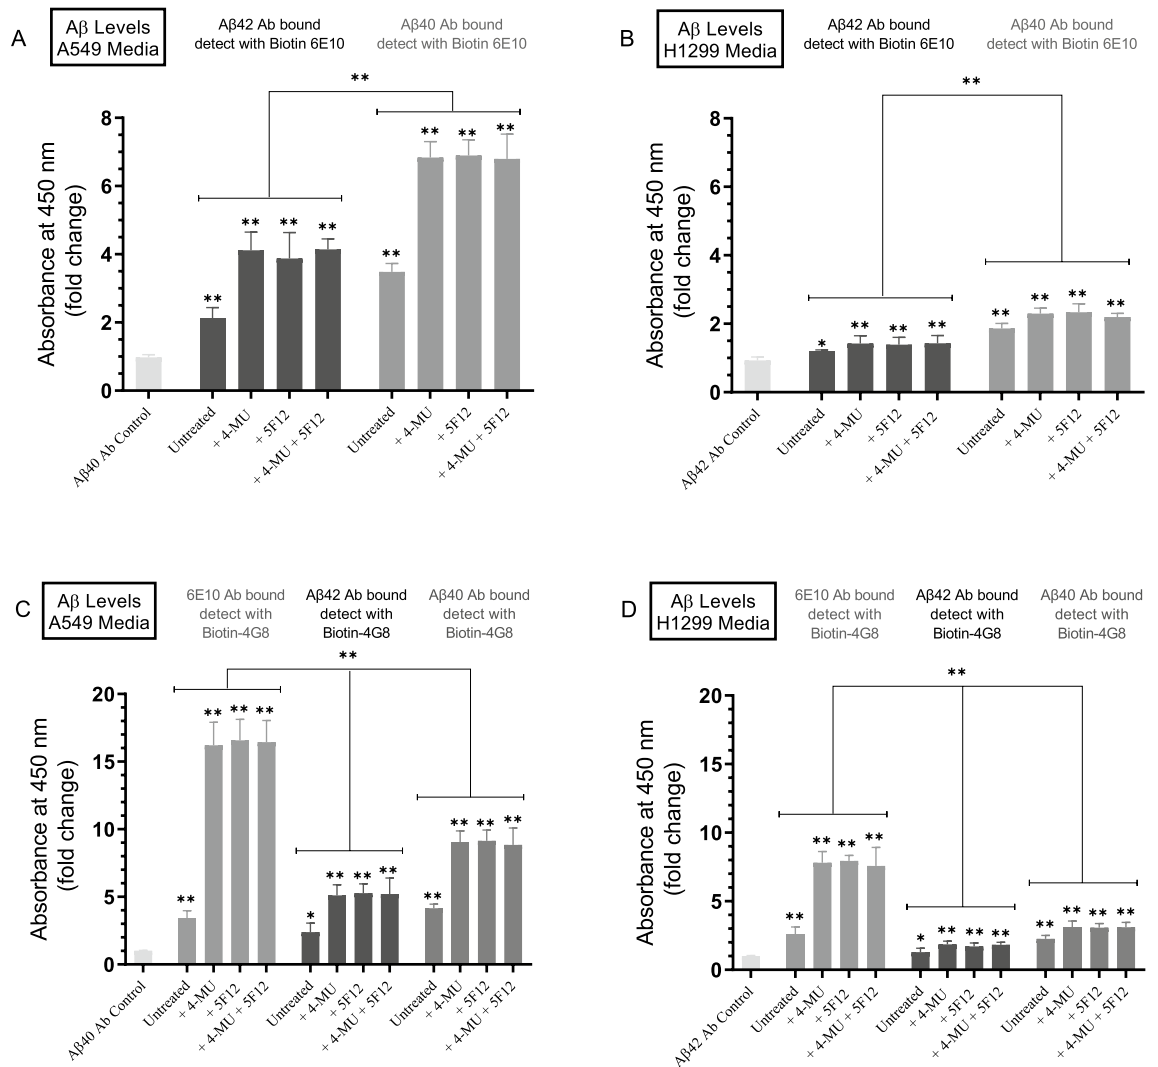 A
Aβ Levels
A549 Media
Aβ42 Ab bound
detect with Biotin 6E10
Aβ40 Ab bound
detect with Biotin 6E10
**
Absorbance at 450 nm
(fold change)
8
6
4
2
0
**
**
**
**
**
**
**
**
Aβ40 Ab Control
Untreated
+ 4-MU
+ 5F12
+ 4-MU + 5F12
Untreated
+ 4-MU
+ 5F12
+ 4-MU + 5F12
B
Aβ Levels
H1299 Media
Aβ42 Ab bound
detect with Biotin 6E10
Aβ40 Ab bound
detect with Biotin 6E10
**
Absorbance at 450 nm
(fold change)
8
6
4
2
0
*
**
**
**
**
**
**
**
Aβ42 Ab Control
Untreated
+ 4-MU
+ 5F12
+ 4-MU + 5F12
Untreated
+ 4-MU
+ 5F12
+ 4-MU + 5F12
C
Aβ Levels
A549 Media
6E10 Ab bound
detect with
Biotin-4G8
Aβ42 Ab bound
detect with
Biotin-4G8
Aβ40 Ab bound
detect with
Biotin-4G8
**
Absorbance at 450 nm
(fold change)
20
15
10
5
0
**
**
**
**
*
**
**
**
**
**
**
**
Aβ40 Ab Control
Untreated
+ 4-MU
+ 5F12
+ 4-MU + 5F12
Untreated
+ 4-MU
+ 5F12
+ 4-MU + 5F12
Untreated
+ 4-MU
+ 5F12
+ 4-MU + 5F12
D
Aβ Levels
H1299 Media
6E10 Ab bound
detect with
Biotin-4G8
Aβ42 Ab bound
detect with
Biotin-4G8
Aβ40 Ab bound
detect with
Biotin-4G8
**
Absorbance at 450 nm
(fold change)
20
15
10
5
0
**
**
**
**
*
**
**
**
**
**
**
**
Aβ42 Ab Control
Untreated
+ 4-MU
+ 5F12
+ 4-MU + 5F12
Untreated
+ 4-MU
+ 5F12
+ 4-MU + 5F12
Untreated
+ 4-MU
+ 5F12
+ 4-MU + 5F12